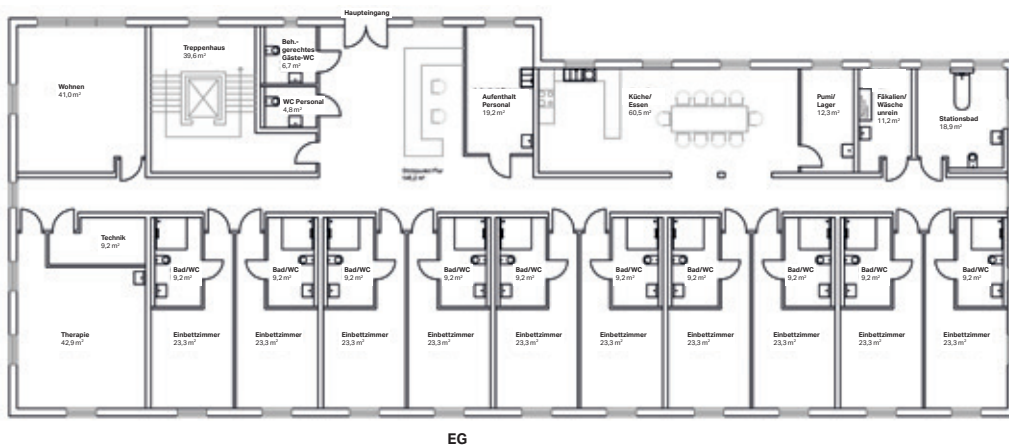 Haupteingang
Wohnen
41,0 m²
Treppenhaus
39,6 m²
Beh.-
gerechtes
Gäste-WC
6,7 m²
WC Personal
4,8 m²
Aufenthalt
Personal
19,2 m²
Küche/
Essen
60,5 m²
Pumi/
Lager
12,3 m²
Fäkalien/
Wäsche
unrein
11,2 m²
Stationsbad
18,9 m²
Technik
9,2 m²
Bad/WC
9,2 m²
Bad/WC
9,2 m²
Bad/WC
9,2 m²
Bad/WC
9,2 m²
Bad/WC
9,2 m²
Bad/WC
9,2 m²
Bad/WC
9,2 m²
Bad/WC
9,2 m²
Bad/WC
9,2 m²
Bad/WC
9,2 m²
Therapie
42,9 m²
Einbettzimmer
23,3 m²
Einbettzimmer
23,3 m²
Einbettzimmer
23,3 m²
Einbettzimmer
23,3 m²
Einbettzimmer
23,3 m²
Einbettzimmer
23,3 m²
Einbettzimmer
23,3 m²
Einbettzimmer
23,3 m²
Einbettzimmer
23,3 m²
Einbettzimmer
23,3 m²
EG